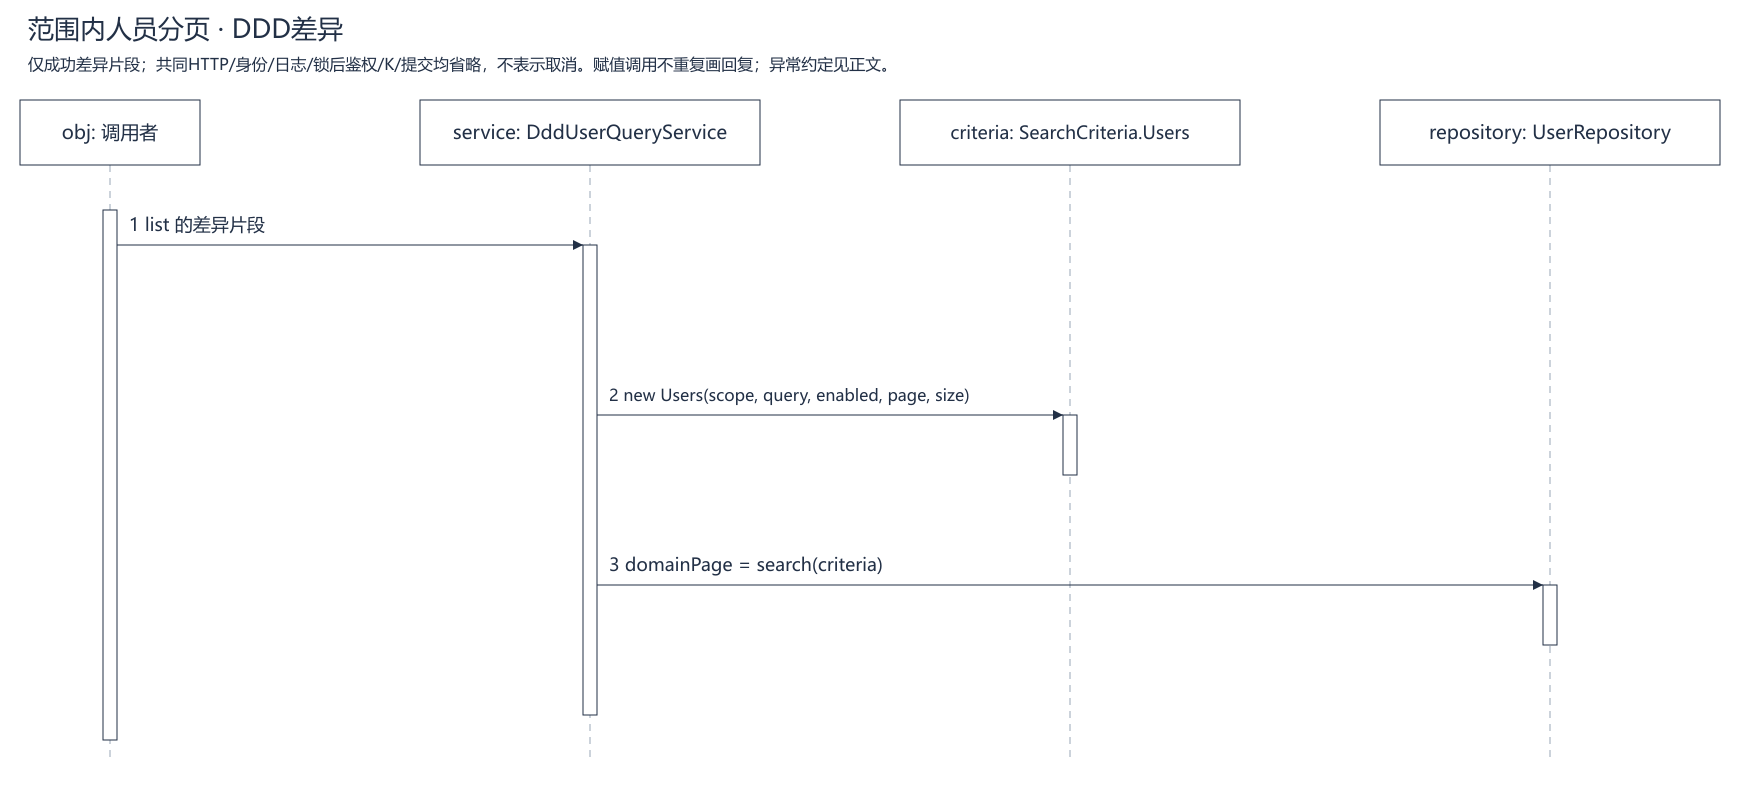 范围内人员分页 · DDD差异
仅成功差异片段；共同HTTP/身份/日志/锁后鉴权/K/提交均省略，不表示取消。赋值调用不重复画回复；异常约定见正文。
obj: 调用者
service: DddUserQueryService
criteria: SearchCriteria.Users
repository: UserRepository
1 list 的差异片段
2 new Users(scope, query, enabled, page, size)
3 domainPage = search(criteria)